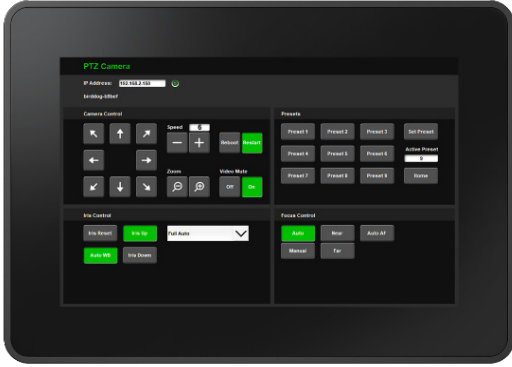 PTZ Camera
IP Address: 192.168.2.150
birddog-bfbef
Camera Control
Speed 6
Reboot Restart
Zoom Video Mute
Off On
Presets
Preset 1 Preset 2 Preset 3 Set Preset
Preset 4 Preset 5 Preset 6 Active Preset
0
Preset 7 Preset 8 Preset 9 Home
Iris Control
Iris Reset Iris Up Full Auto
Auto WB Iris Down
Focus Control
Auto Near Auto AF
Manual Far